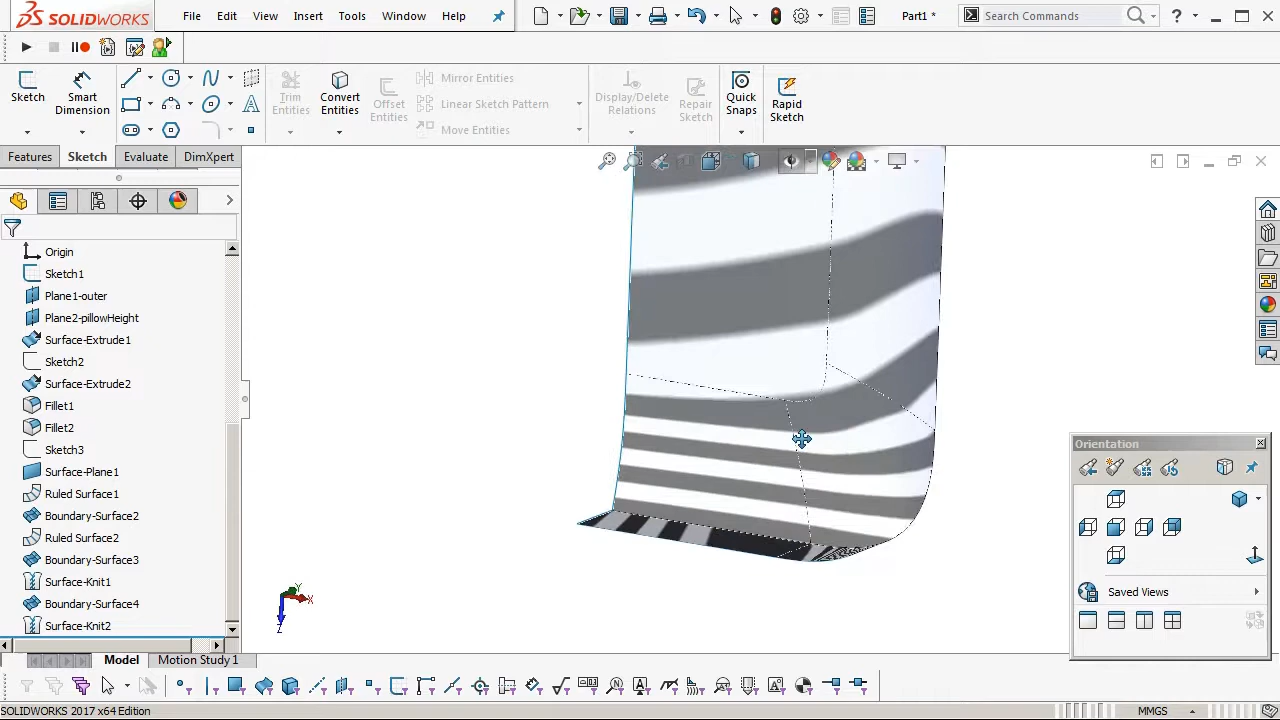 SOLIDWORKS File Edit View Insert Tools Window Help Part1 * Search Commands ?
Sketch Smart Dimension Trim Entities Convert Entities Offset Entities Mirror Entities Linear Sketch Pattern Move Entities Display/Delete Relations Repair Sketch Quick Snaps Rapid Sketch
Features Sketch Evaluate DimXpert
Origin
Sketch1
Plane1-outer
Plane2-pillowHeight
Surface-Extrude1
Sketch2
Surface-Extrude2
Fillet1
Fillet2
Sketch3
Surface-Plane1
Ruled Surface1
Boundary-Surface2
Ruled Surface2
Boundary-Surface3
Surface-Knit1
Boundary-Surface4
Surface-Knit2
Orientation
Saved Views
Y
X
Z
Model Motion Study 1
SOLIDWORKS 2017 x64 Edition MMGS